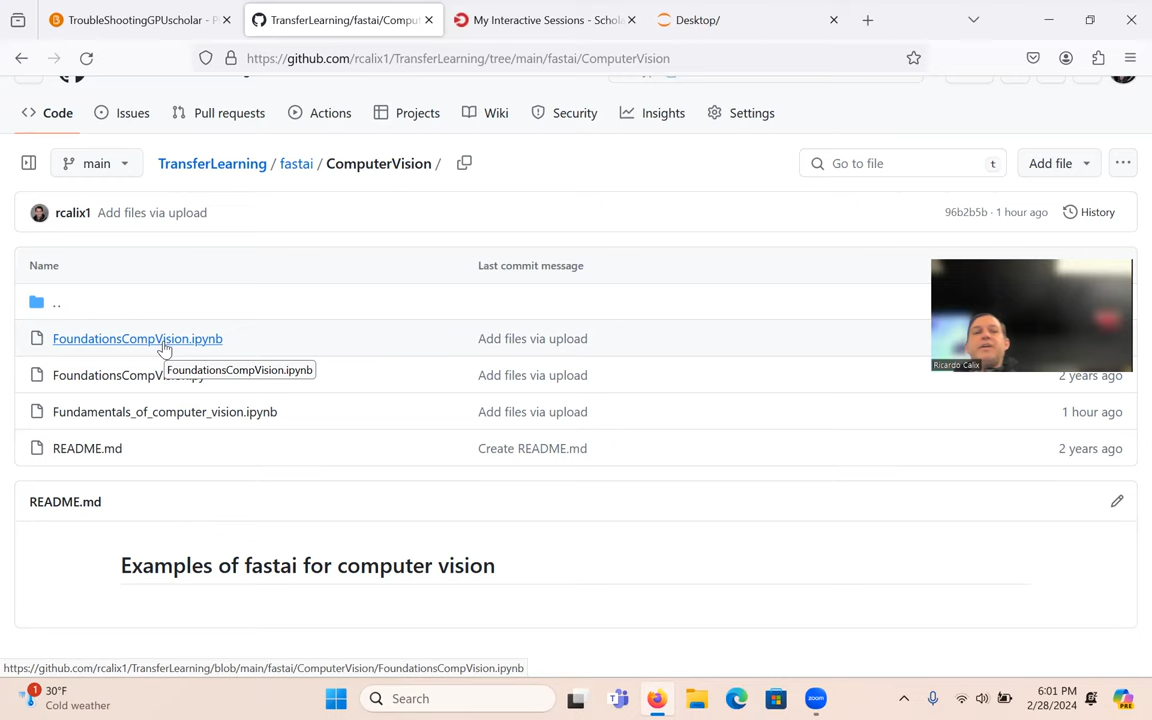 TroubleShootingGPUscholar - P
TransferLearning/fastai/Comput
My Interactive Sessions - Schola
Desktop/
https://github.com/rcalix1/TransferLearning/tree/main/fastai/ComputerVision
Code
Issues
Pull requests
Actions
Projects
Wiki
Security
Insights
Settings
main
TransferLearning / fastai / ComputerVision /
Go to file
t
Add file
rcalix1 Add files via upload
96b2b5b · 1 hour ago
History
Name
Last commit message
..
FoundationsCompVision.ipynb
Add files via upload
FoundationsCompVision.ipynb
Add files via upload
2 years ago
Fundamentals_of_computer_vision.ipynb
Add files via upload
1 hour ago
README.md
Create README.md
2 years ago
Ricardo Calix
README.md
Examples of fastai for computer vision
https://github.com/rcalix1/TransferLearning/blob/main/fastai/ComputerVision/FoundationsCompVision.ipynb
1
30°F
Cold weather
Search
zoom
PRE
6:01 PM
2/28/2024